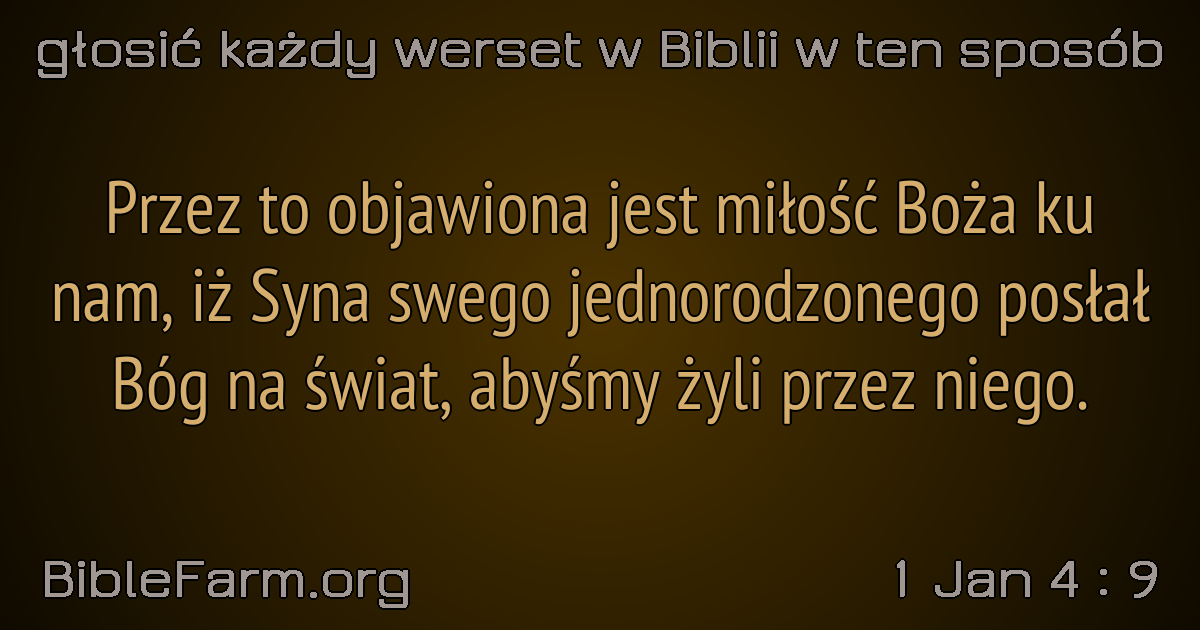 głosić każdy werset w Biblii w ten sposób
Przez to objawiona jest miłość Boża ku
nam, iż Syna swego jednorodzonego posłał
Bóg na świat, abyśmy żyli przez niego.
BibleFarm.org
1 Jan 4 : 9